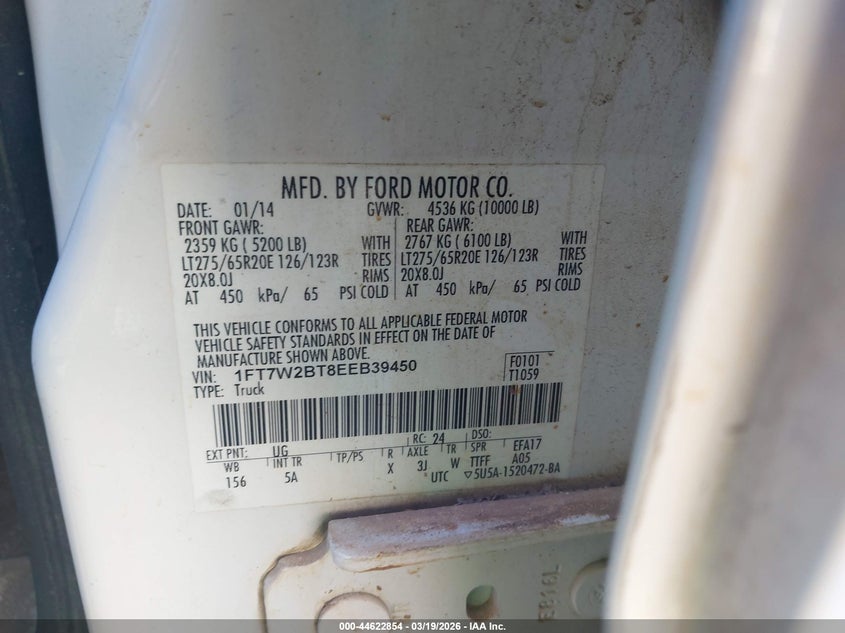 MFD. BY FORD MOTOR CO.
DATE: 01/14 GVWR: 4536 KG (10000 LB)
FRONT GAWR: REAR GAWR:
2359 KG ( 5200 LB) WITH 2767 KG ( 6100 LB) WITH
LT275/65R20E 126/123R TIRES LT275/65R20E 126/123R TIRES
20X8.0J RIMS 20X8.0J RIMS
AT 450 kPa/ 65 PSI COLD AT 450 kPa/ 65 PSI COLD
THIS VEHICLE CONFORMS TO ALL APPLICABLE FEDERAL MOTOR
VEHICLE SAFETY STANDARDS IN EFFECT ON THE DATE OF
MANUFACTURE SHOWN ABOVE.
VIN: 1FT7W2BT8EEB39450 F0101
TYPE: Truck T1059
EXT PNT: UG RC: 24 DSO:
WB INT TR TP/PS R AXLE TR SPR EFA17
156 5A X 3J W TTFF A05
UTC ▽5U5A-1520472-BA
E816L
000-44622854 | 03/19/2026 | IAA Inc.